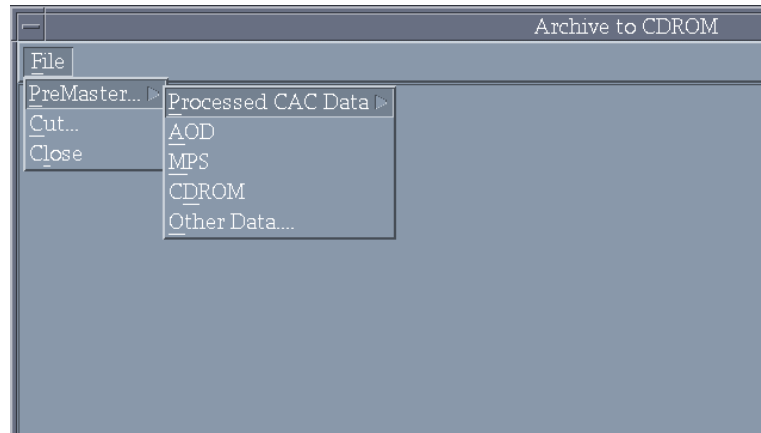 Archive to CDROM
File
PreMaster...
Cut...
Close
Processed CAC Data
AOD
MPS
CDROM
Other Data....